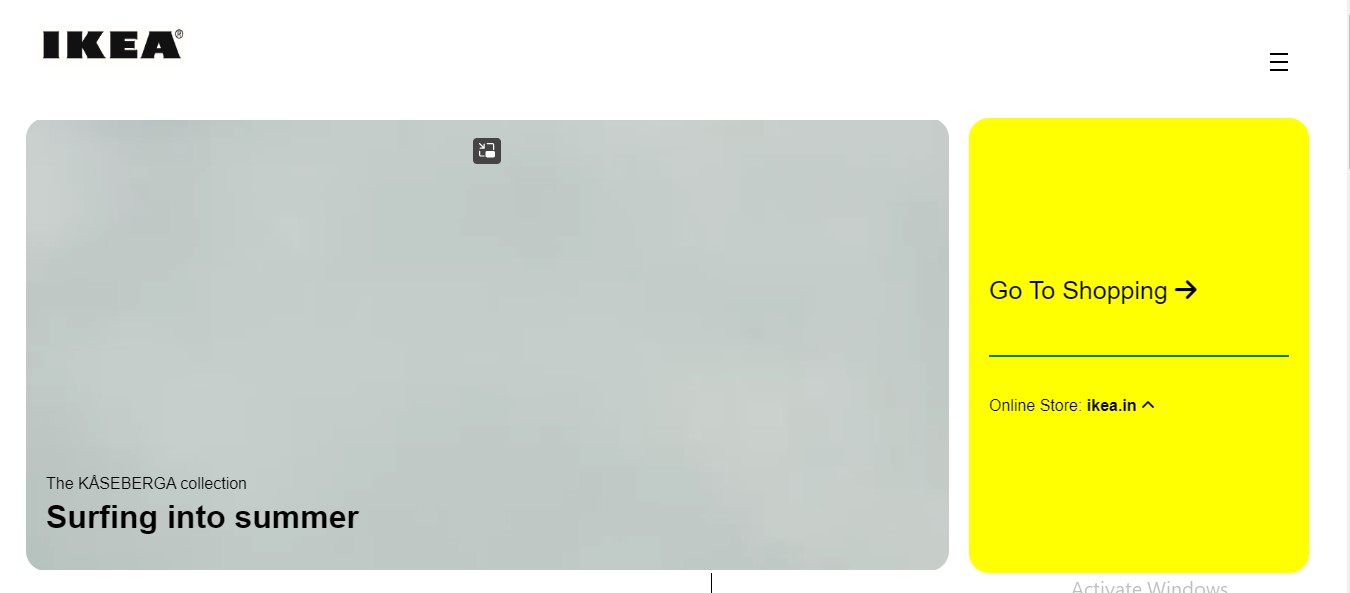 IKEA®
The KÅSEBERGA collection
Surfing into summer
Go To Shopping
Online Store: ikea.in
Activate Windows